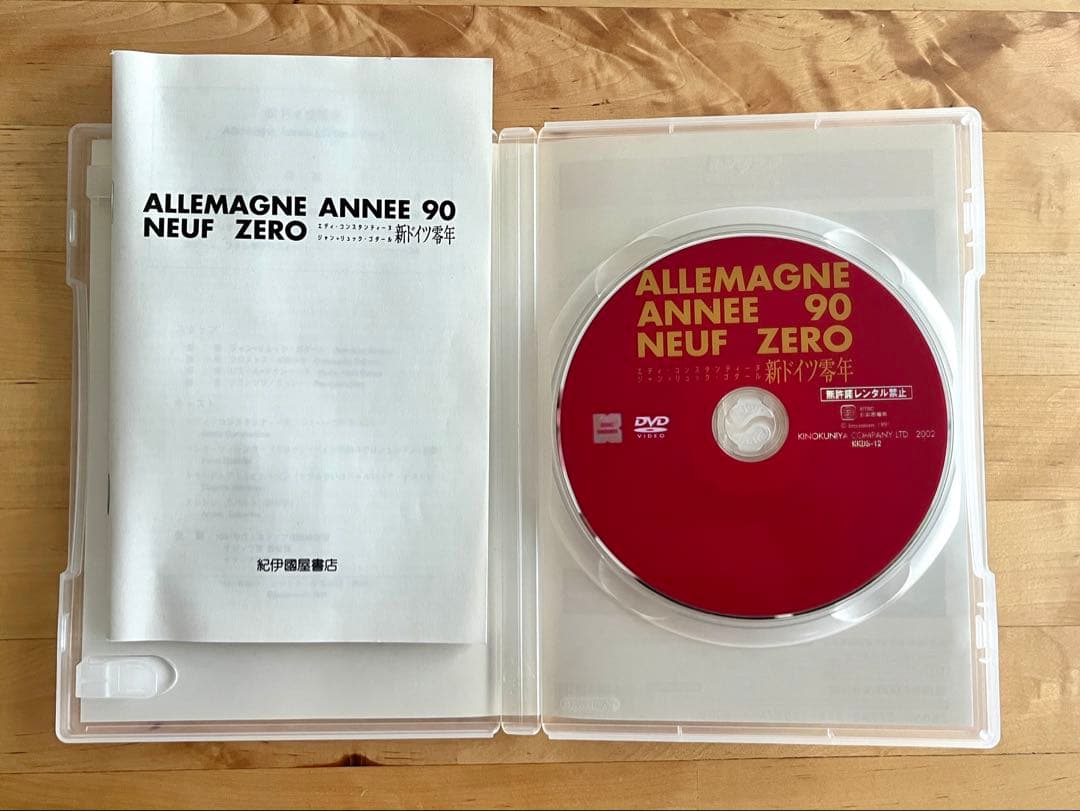 ALLEMAGNE ANNEE 90
NEUF ZERO
エディ・コンスタンティーヌ
ジャン=リュック・ゴダール
新ドイツ零年
紀伊國屋書店
ALLEMAGNE
ANNEE 90
NEUF ZERO
エディ・コンスタンティーヌ
ジャン=リュック・ゴダール
新ドイツ零年
無許諾レンタル禁止
DVD
VIDEO
NTSC
KINOKUNIYA COMPANY LTD. 2002
KKDS-12